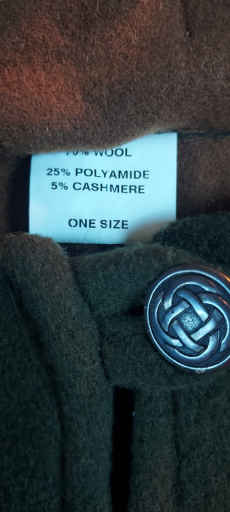 70% WOOL
25% POLYAMIDE
5% CASHMERE
ONE SIZE